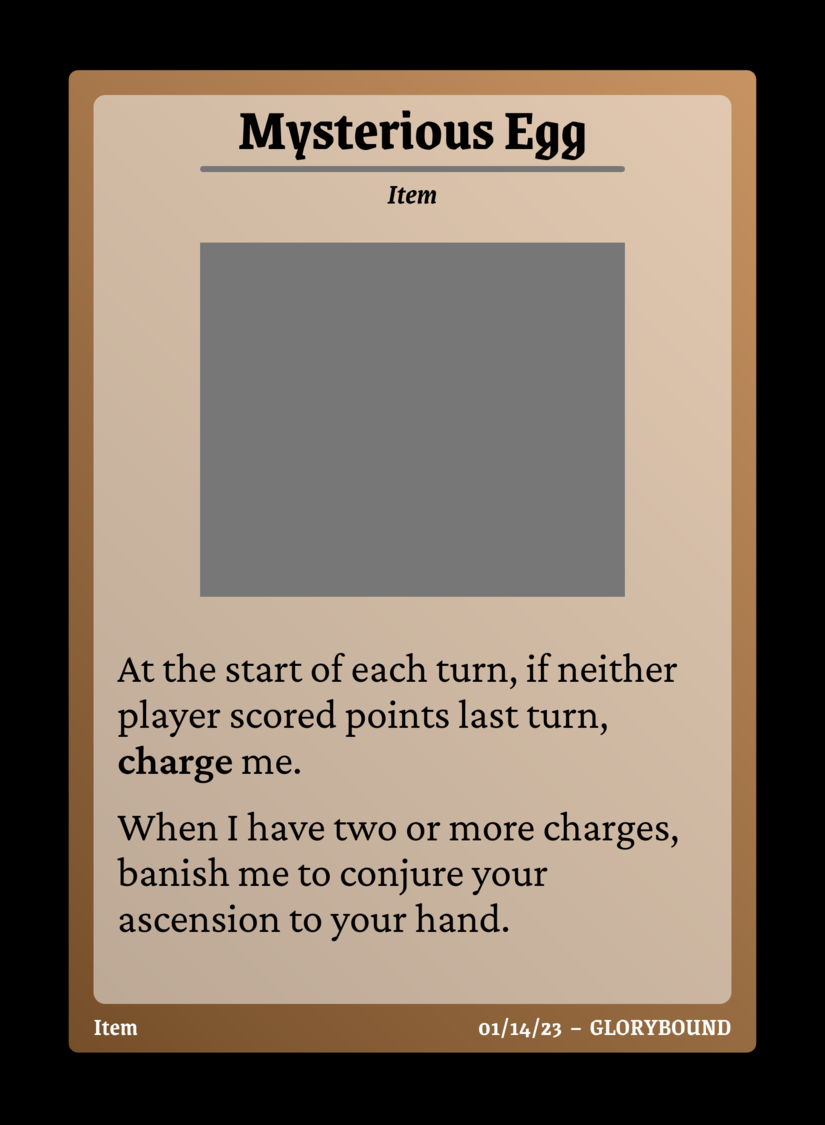 Mysterious Egg
Item
At the start of each turn, if neither
player scored points last turn,
charge me.
When I have two or more charges,
banish me to conjure your
ascension to your hand.
Item
01/14/23 – GLORYBOUND